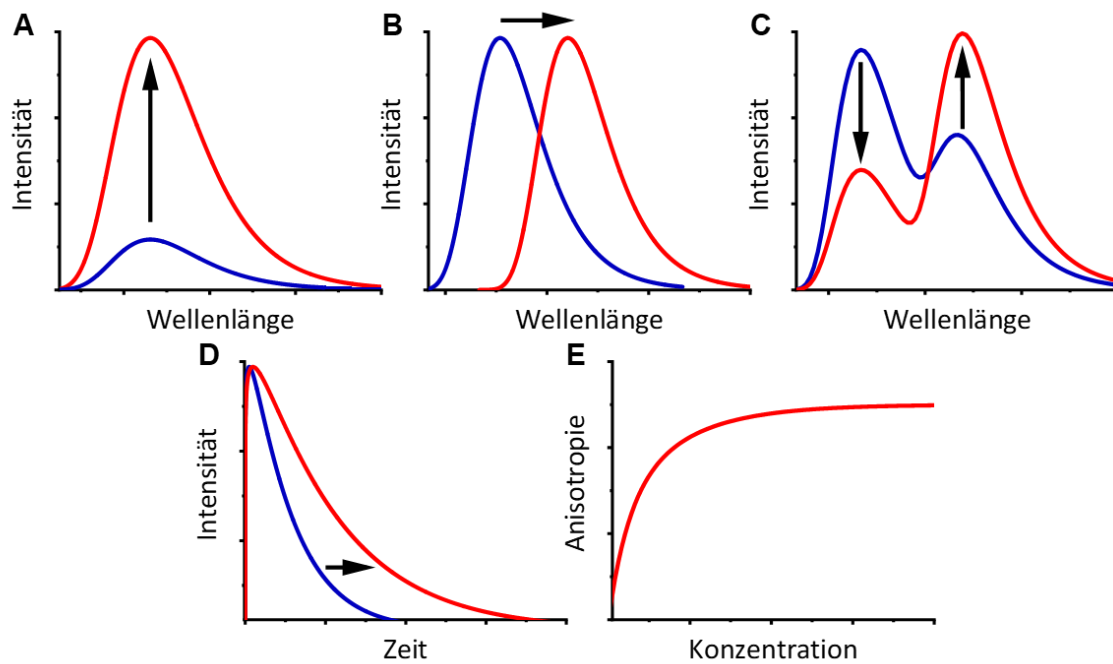 A
Intensität
Wellenlänge
B
Intensität
Wellenlänge
C
Intensität
Wellenlänge
D
Intensität
Zeit
E
Anisotropie
Konzentration